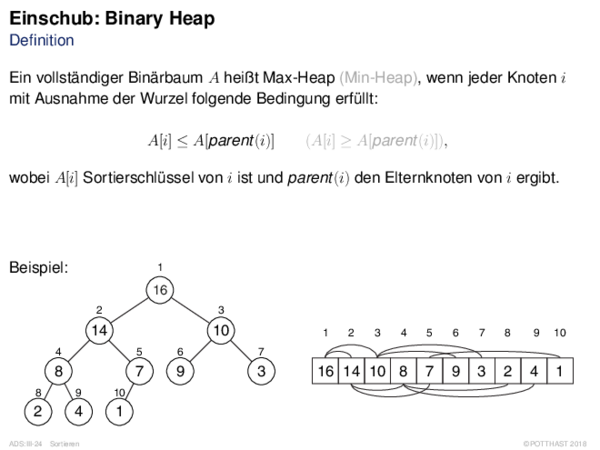 Einschub: Binary Heap
Definition
Ein vollständiger Binärbaum A heißt Max-Heap (Min-Heap), wenn jeder Knoten i
mit Ausnahme der Wurzel folgende Bedingung erfüllt:
A[i] ≤ A[parent(i)] (A[i] ≥ A[parent(i)]),
wobei A[i] Sortierschlüssel von i ist und parent(i) den Elternknoten von i ergibt.
Beispiel:
1
16
2 3
14 10
4 5 6 7
8 7 9 3
8 9 10
2 4 1
1 2 3 4 5 6 7 8 9 10
16 14 10 8 7 9 3 2 4 1
ADS:III-24 Sortieren
©POTTHAST 2018